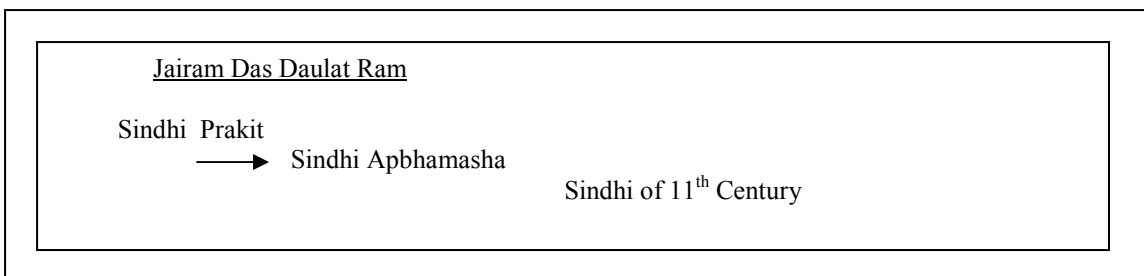 Jairam Das Daulat Ram
Sindhi Prakit
Sindhi Apbhamasha
Sindhi of 11th Century